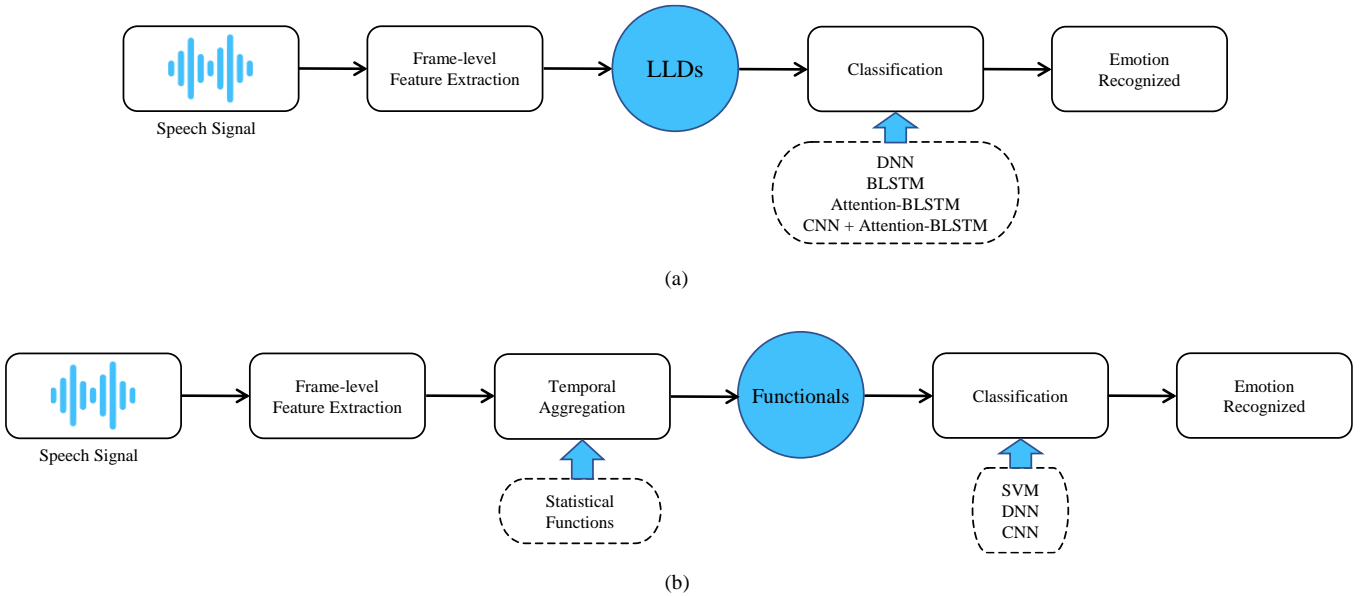 Speech Signal
Frame-level
Feature Extraction
LLDs
Classification
Emotion
Recognized
DNN
BLSTM
Attention-BLSTM
CNN + Attention-BLSTM
(a)
Speech Signal
Frame-level
Feature Extraction
Temporal
Aggregation
Statistical
Functions
Functionals
Classification
SVM
DNN
CNN
Emotion
Recognized
(b)